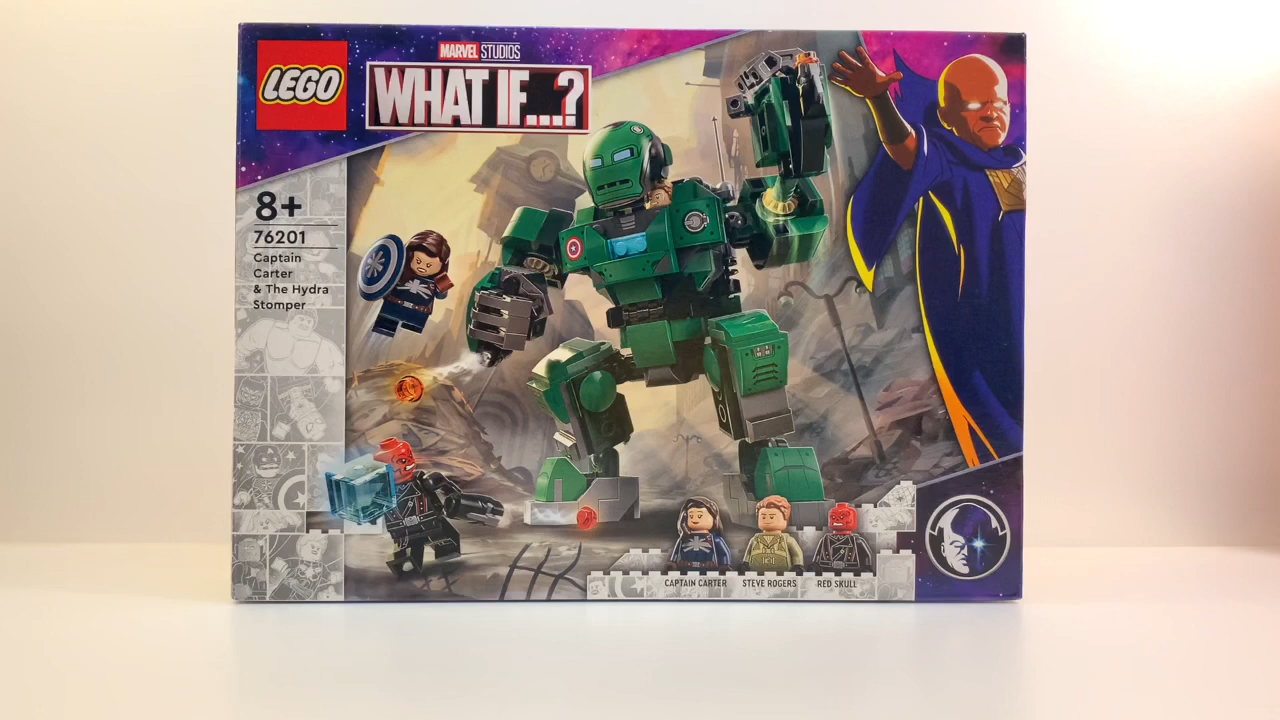 LEGO
MARVEL STUDIOS
WHAT IF...?
8+
76201
Captain
Carter
& The Hydra
Stomper
CAPTAIN CARTER
STEVE ROGERS
RED SKULL